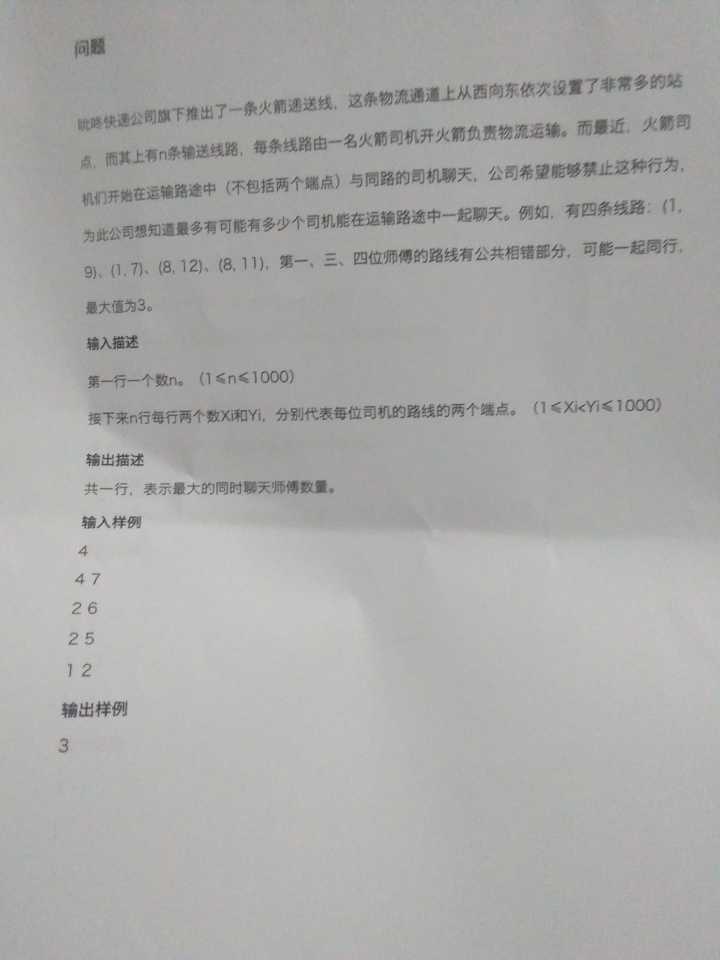 问题
眈咚快递公司旗下推出了一条火箭递送线，这条物流通道上从西向东依次设置了非常多的站
点，而其上有n条输送线路，每条线路由一名火箭司机开火箭负责物流运输。而最近，火箭司
机们开始在运输路途中（不包括两个端点）与同路的司机聊天，公司希望能够禁止这种行为，
为此公司想知道最多有可能有多少个司机能在运输路途中一起聊天。例如，有四条线路：(1,
9)、(1, 7)、(8, 12)、(8, 11)，第一、三、四位师傅的路线有公共相错部分，可能一起同行，
最大值为3。
输入描述
第一行一个数n。（1≤n≤1000）
接下来n行每行两个数Xi和Yi，分别代表每位司机的路线的两个端点。（1≤Xi<Yi≤1000）
输出描述
共一行，表示最大的同时聊天师傅数量。
输入样例
4
4 7
2 6
2 5
1 2
输出样例
3